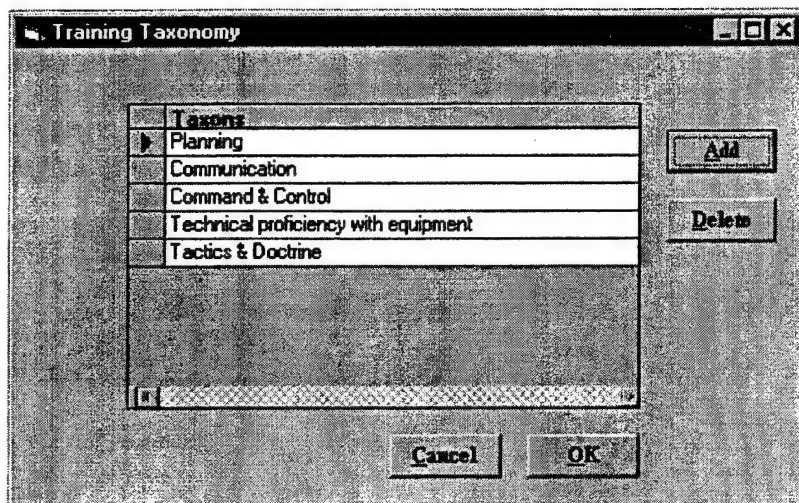 Training Taxonomy
Taxons
Planning
Communication
Command & Control
Technical proficiency with equipment
Tactics & Doctrine
Add
Delete
Cancel
OK